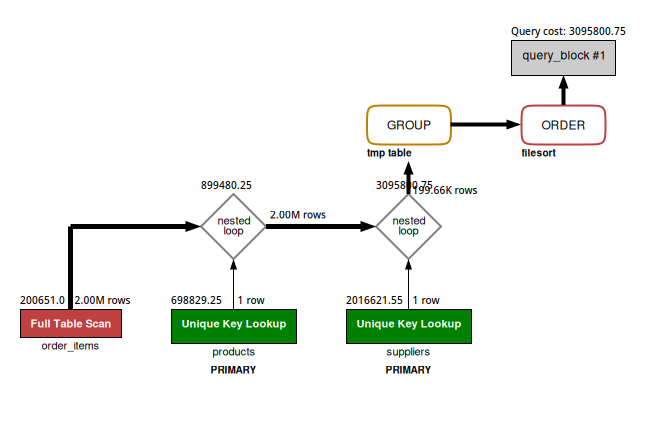 Query cost: 3095800.75
query_block #1
GROUP
ORDER
tmp table
filesort
899480.25
3095800.75
199.66K rows
nested
loop
2.00M rows
nested
loop
200651.0
2.00M rows
698829.25
1 row
2016621.55
1 row
Full Table Scan
Unique Key Lookup
Unique Key Lookup
order_items
products
suppliers
PRIMARY
PRIMARY